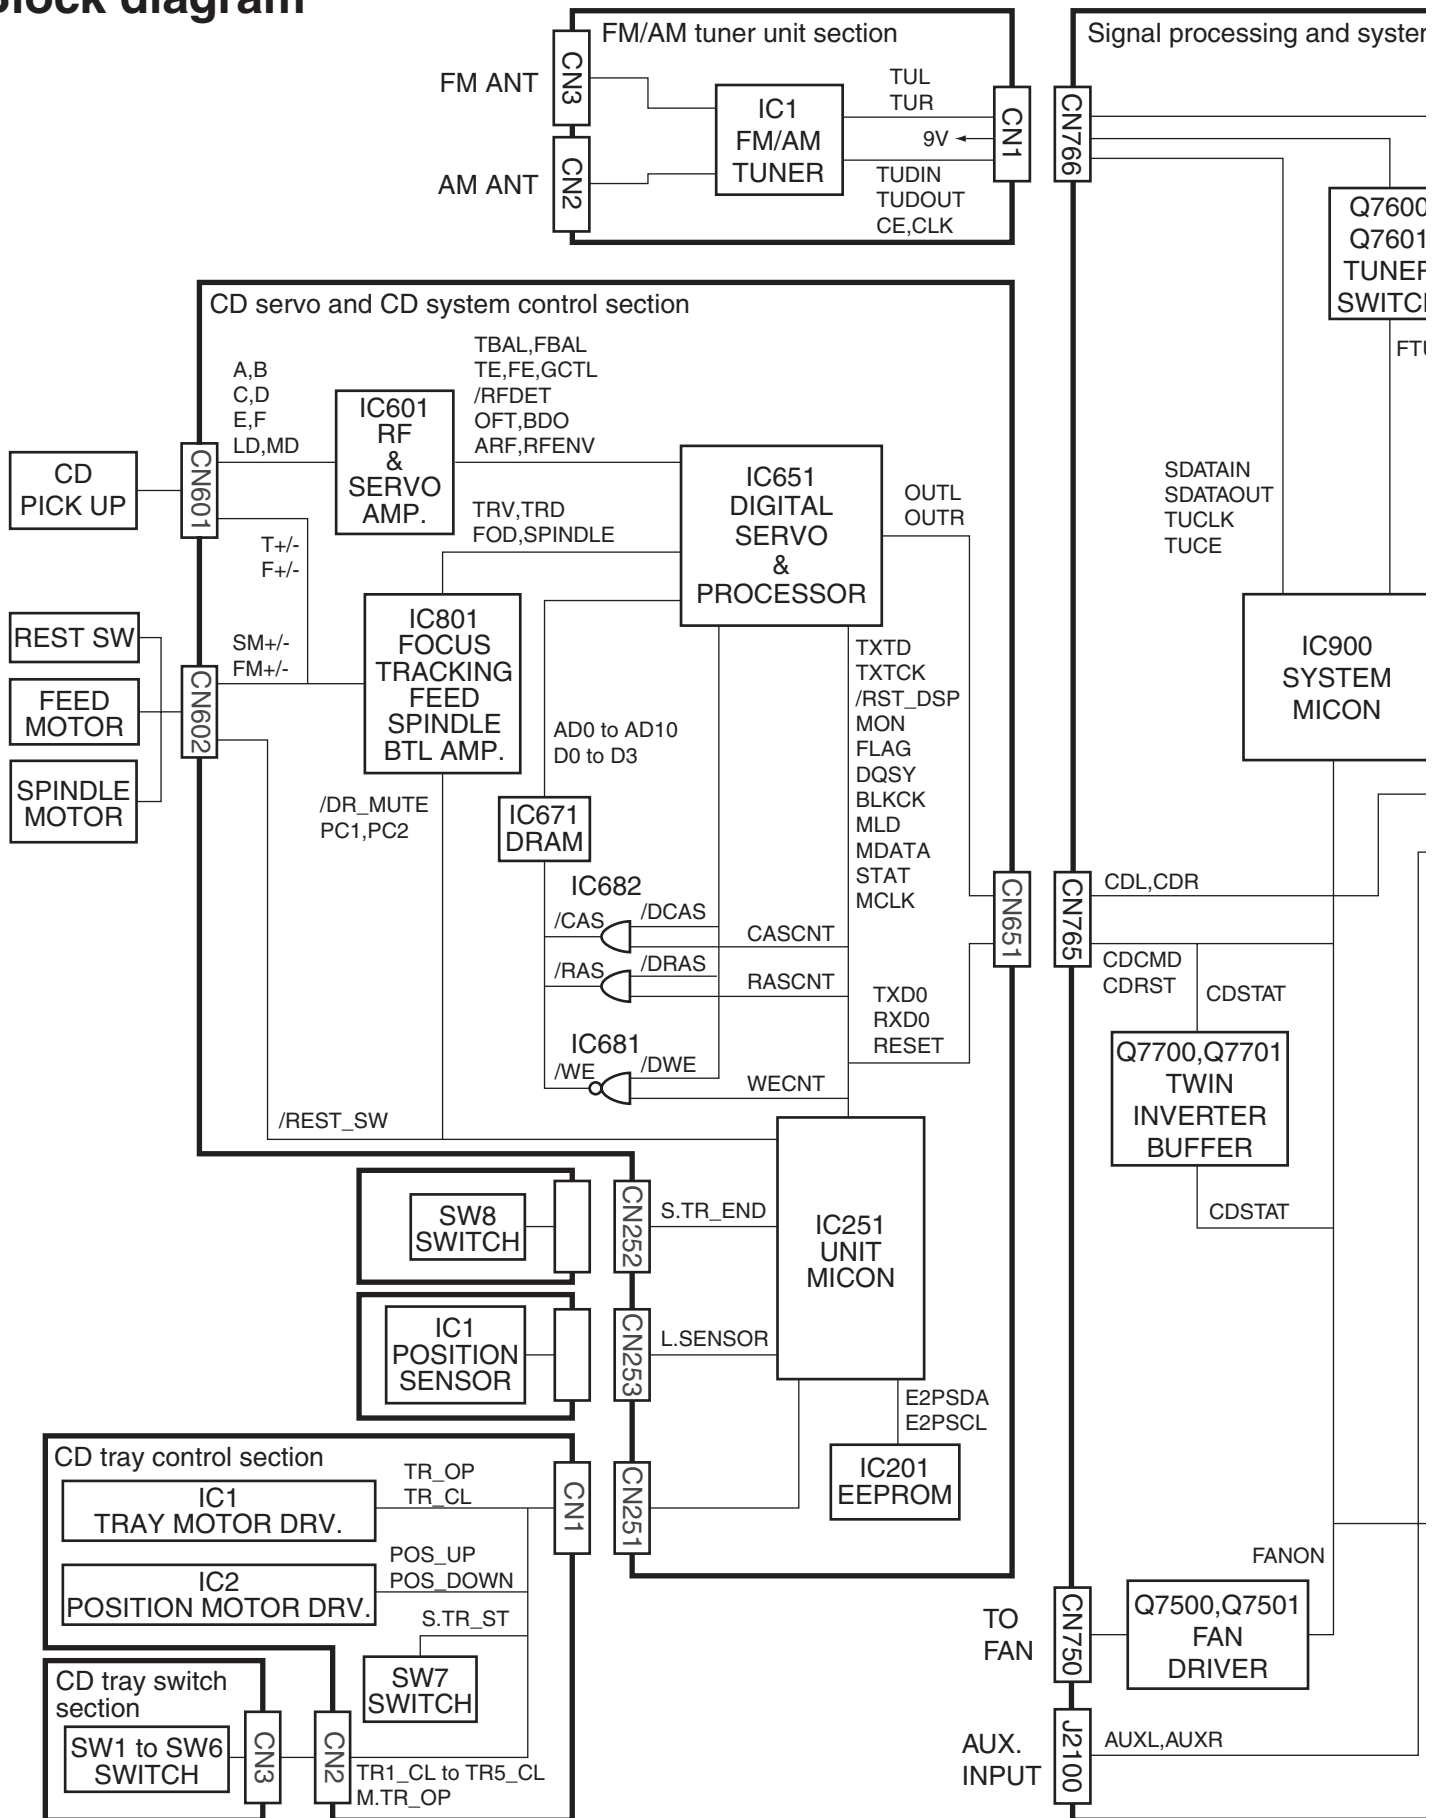 Block diagram
FM/AM tuner unit section
FM ANT
CN3
AM ANT
CN2
IC1
FM/AM
TUNER
TUL
TUR
9V
TUDIN
TUDOUT
CE,CLK
CN1
Signal processing and system
CN766
Q7600
Q7601
TUNER
SWITC
FTU
SDATAIN
SDATAOUT
TUCLK
TUCE
IC900
SYSTEM
MICON
CD servo and CD system control section
CD
PICK UP
CN601
A,B
C,D
E,F
LD,MD
IC601
RF
&
SERVO
AMP.
TBAL,FBAL
TE,FE,GCTL
/RFDET
OFT,BDO
ARF,RFENV
TRV,TRD
FOD,SPINDLE
IC651
DIGITAL
SERVO
&
PROCESSOR
OUTL
OUTR
T+/-
F+/-
REST SW
FEED
MOTOR
SPINDLE
MOTOR
CN602
SM+/-
FM+/-
IC801
FOCUS
TRACKING
FEED
SPINDLE
BTL AMP.
/DR_MUTE
PC1,PC2
AD0 to AD10
D0 to D3
IC671
DRAM
TXTD
TXTCK
/RST_DSP
MON
FLAG
DQSY
BLKCK
MLD
MDATA
STAT
MCLK
IC682
/CAS
/DCAS
CASCNT
/RAS
/DRAS
RASCNT
IC681
/WE
/DWE
WECNT
TXD0
RXD0
RESET
CN651
/REST_SW
CN765
CDL,CDR
CDCMD
CDRST
CDSTAT
Q7700,Q7701
TWIN
INVERTER
BUFFER
CDSTAT
SW8
SWITCH
CN252
S.TR_END
IC251
UNIT
MICON
IC1
POSITION
SENSOR
CN253
L.SENSOR
E2PSDA
E2PSCL
IC201
EEPROM
CN251
CD tray control section
IC1
TRAY MOTOR DRV.
TR_OP
TR_CL
CN1
IC2
POSITION MOTOR DRV.
POS_UP
POS_DOWN
S.TR_ST
SW7
SWITCH
CD tray switch
section
SW1 to SW6
SWITCH
CN3
CN2
TR1_CL to TR5_CL
M.TR_OP
FANON
TO
FAN
CN750
Q7500,Q7501
FAN
DRIVER
AUX.
INPUT
J2100
AUXL,AUXR